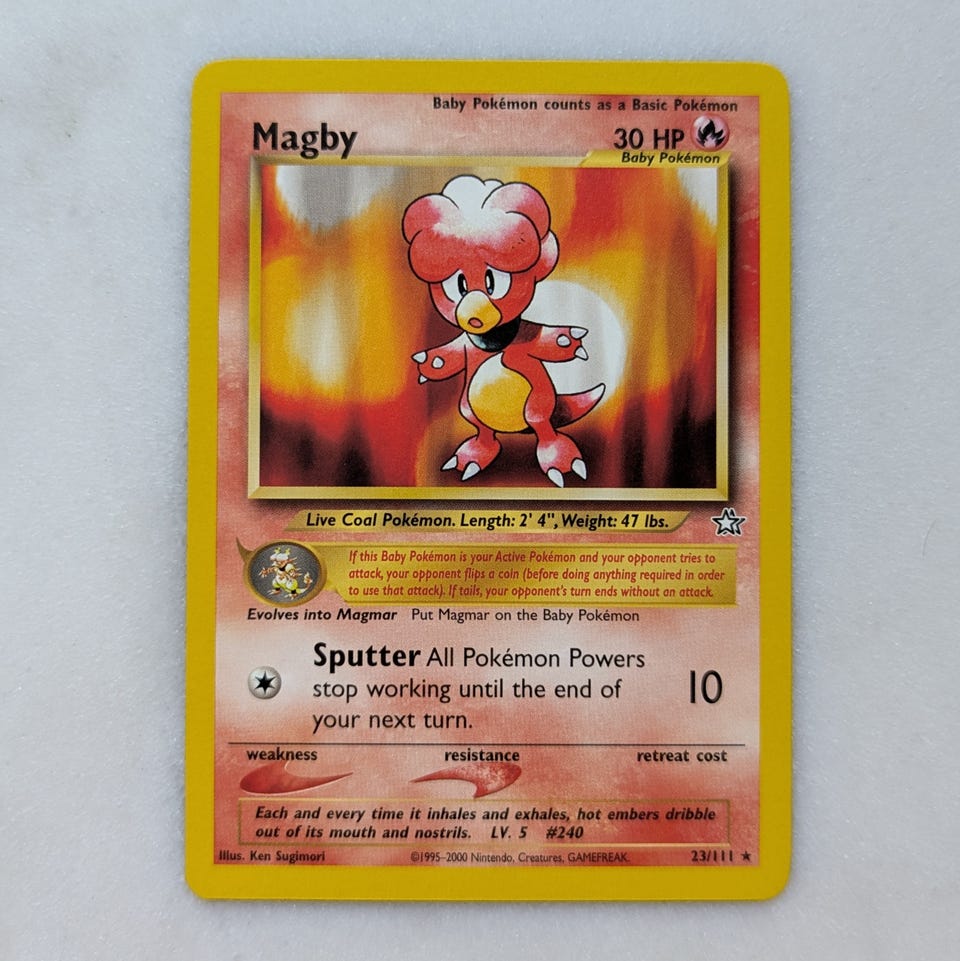 Baby Pokémon counts as a Basic Pokémon
Magby 30 HP
Baby Pokémon
Live Coal Pokémon. Length: 2' 4", Weight: 47 lbs.
If this Baby Pokémon is your Active Pokémon and your opponent tries to
attack, your opponent flips a coin (before doing anything required in order
to use that attack). If tails, your opponent's turn ends without an attack.
Evolves into Magmar Put Magmar on the Baby Pokémon
Sputter All Pokémon Powers
stop working until the end of
your next turn.
10
weakness resistance retreat cost
Each and every time it inhales and exhales, hot embers dribble
out of its mouth and nostrils. LV. 5 #240
Illus. Ken Sugimori ©1995-2000 Nintendo, Creatures, GAMEFREAK. 23/111 ★